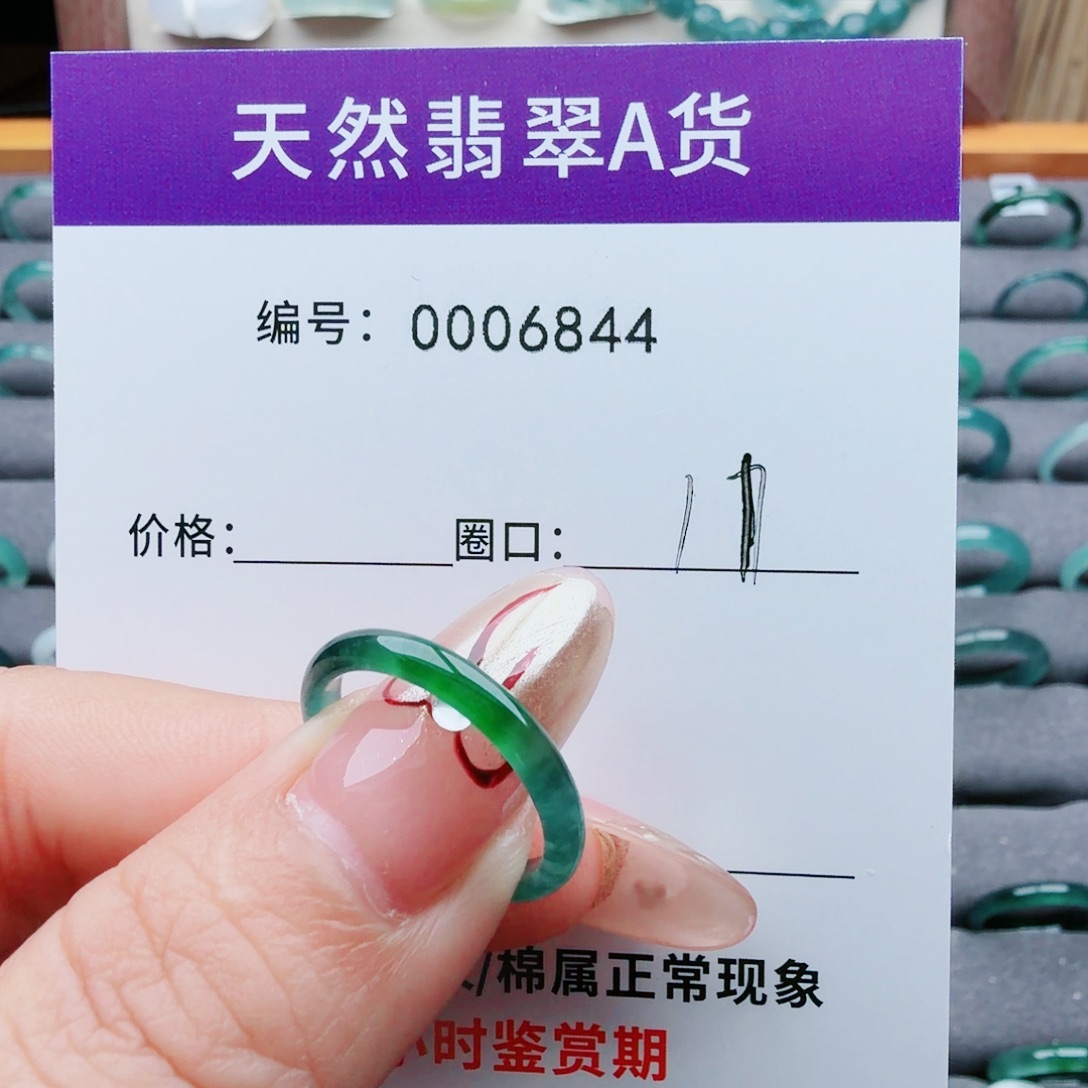 天然翡翠A货
编号：0006844
价格： 圈口：
/棉属正常现象
时鉴赏期